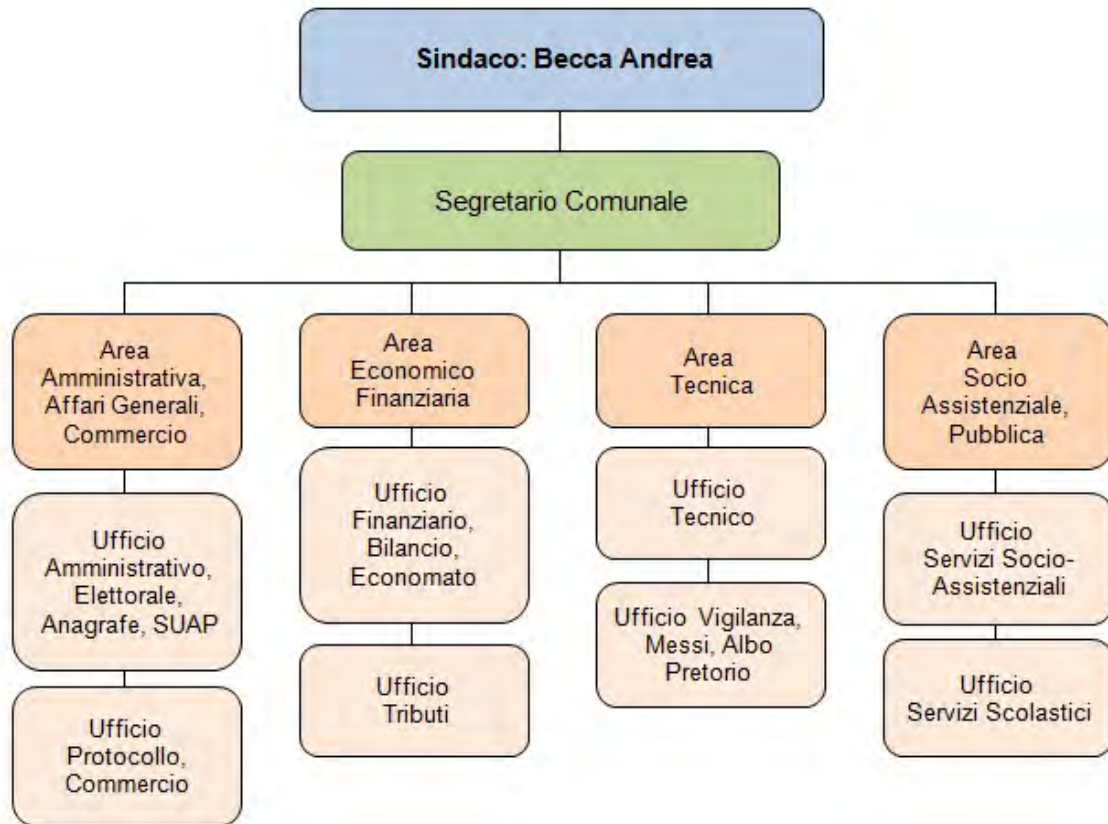 Sindaco: Becca Andrea
Segretario Comunale
Area
Amministrativa,
Affari Generali,
Commercio
Area
Economico
Finanziaria
Area
Tecnica
Area
Socio
Assistenziale,
Pubblica
Ufficio
Amministrativo,
Elettorale,
Anagrafe, SUAP
Ufficio
Finanziario,
Bilancio,
Economato
Ufficio
Tecnico
Ufficio
Servizi Socio-
Assistenziali
Ufficio
Protocollo,
Commercio
Ufficio
Tributi
Ufficio Vigilanza,
Messi, Albo
Pretorio
Ufficio
Servizi Scolastici